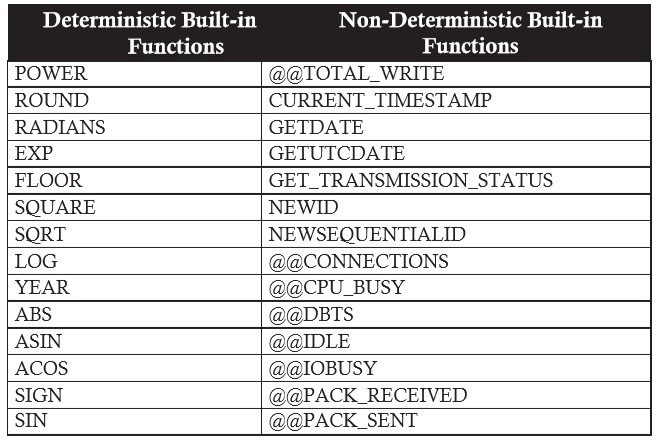 Deterministic Built-in Functions Non-Deterministic Built-in Functions
POWER @@TOTAL_WRITE
ROUND CURRENT_TIMESTAMP
RADIANS GETDATE
EXP GETUTCDATE
FLOOR GET_TRANSMISSION_STATUS
SQUARE NEWID
SQRT NEWSEQUENTIALID
LOG @@CONNECTIONS
YEAR @@CPU_BUSY
ABS @@DBTS
ASIN @@IDLE
ACOS @@IOBUSY
SIGN @@PACK_RECEIVED
SIN @@PACK_SENT